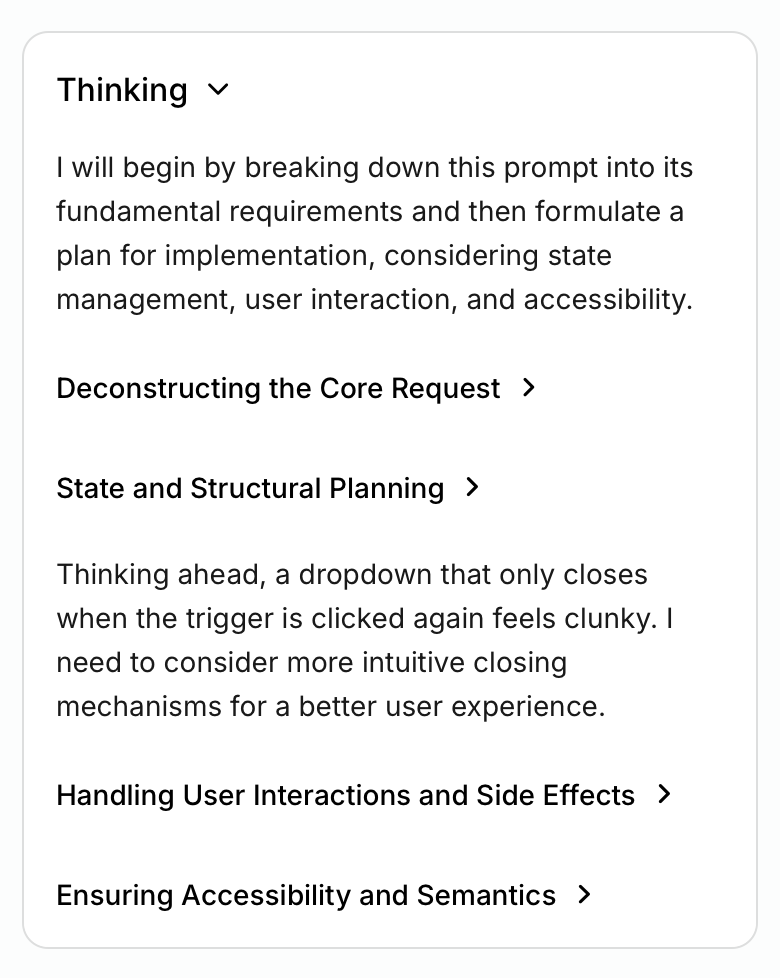 Thinking
I will begin by breaking down this prompt into its
fundamental requirements and then formulate a
plan for implementation, considering state
management, user interaction, and accessibility.
Deconstructing the Core Request
State and Structural Planning
Thinking ahead, a dropdown that only closes
when the trigger is clicked again feels clunky. I
need to consider more intuitive closing
mechanisms for a better user experience.
Handling User Interactions and Side Effects
Ensuring Accessibility and Semantics